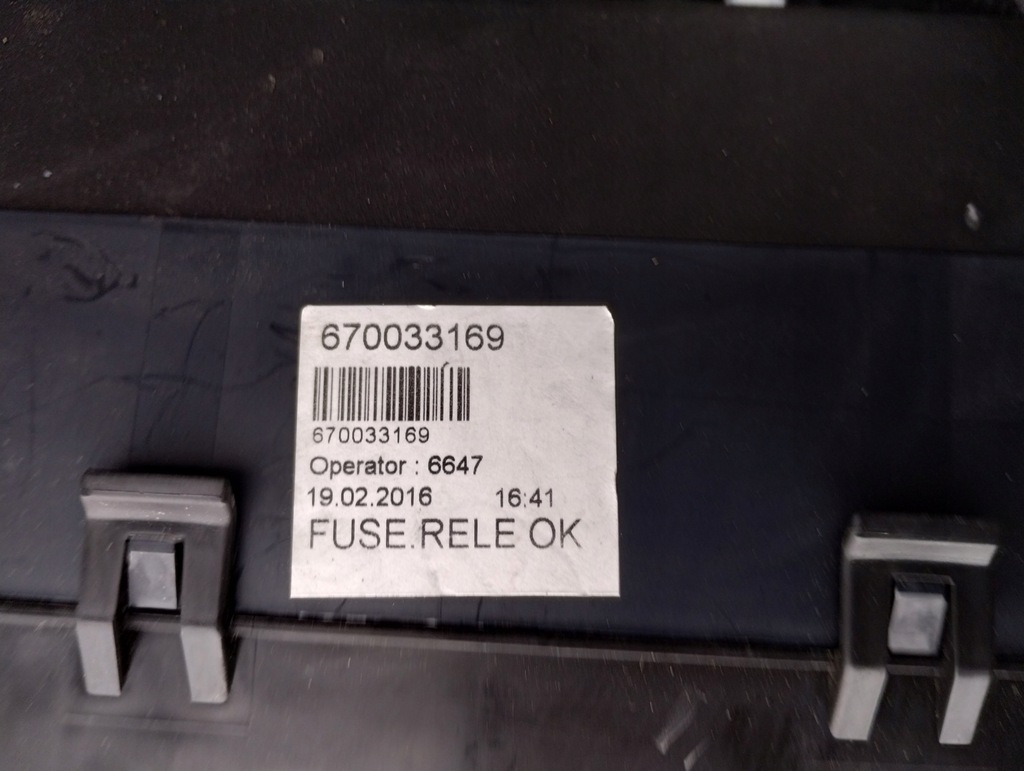 670033169
670033169
Operator : 6647
19.02.2016 16:41
FUSE.RELE OK